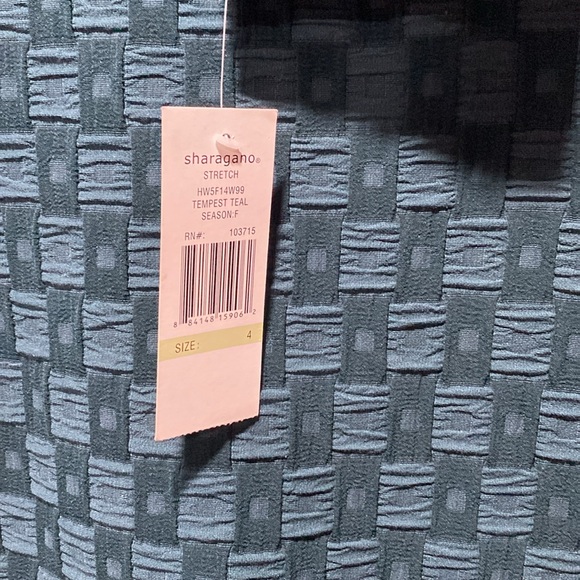 sharagano®
STRETCH
HW5F14W99
TEMPEST TEAL
SEASON:F
RN#: 103715
8 84148 15906 2
SIZE: 4